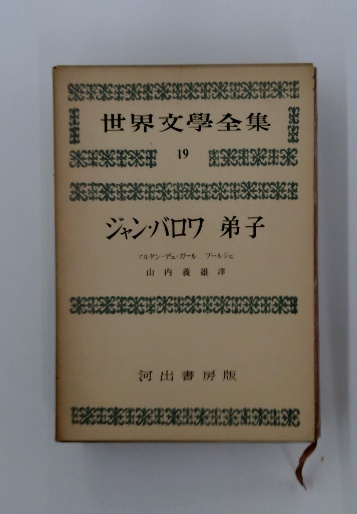 世界文學全集
19
ジャン・バロワ 弟子
マルタン・デュ・ガール ブールジェ
山内義雄譯
河出書房版